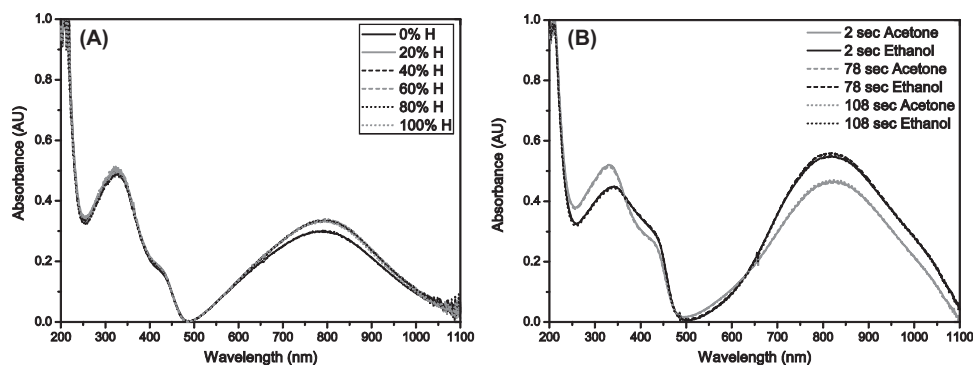 (A)
0% H
20% H
40% H
60% H
80% H
100% H
Absorbance (AU)
1.0
0.8
0.6
0.4
0.2
0.0
200 300 400 500 600 700 800 900 1000 1100
Wavelength (nm)
(B)
2 sec Acetone
2 sec Ethanol
78 sec Acetone
78 sec Ethanol
108 sec Acetone
108 sec Ethanol
Absorbance (AU)
1.0
0.8
0.6
0.4
0.2
0.0
200 300 400 500 600 700 800 900 1000 1100
Wavelength (nm)